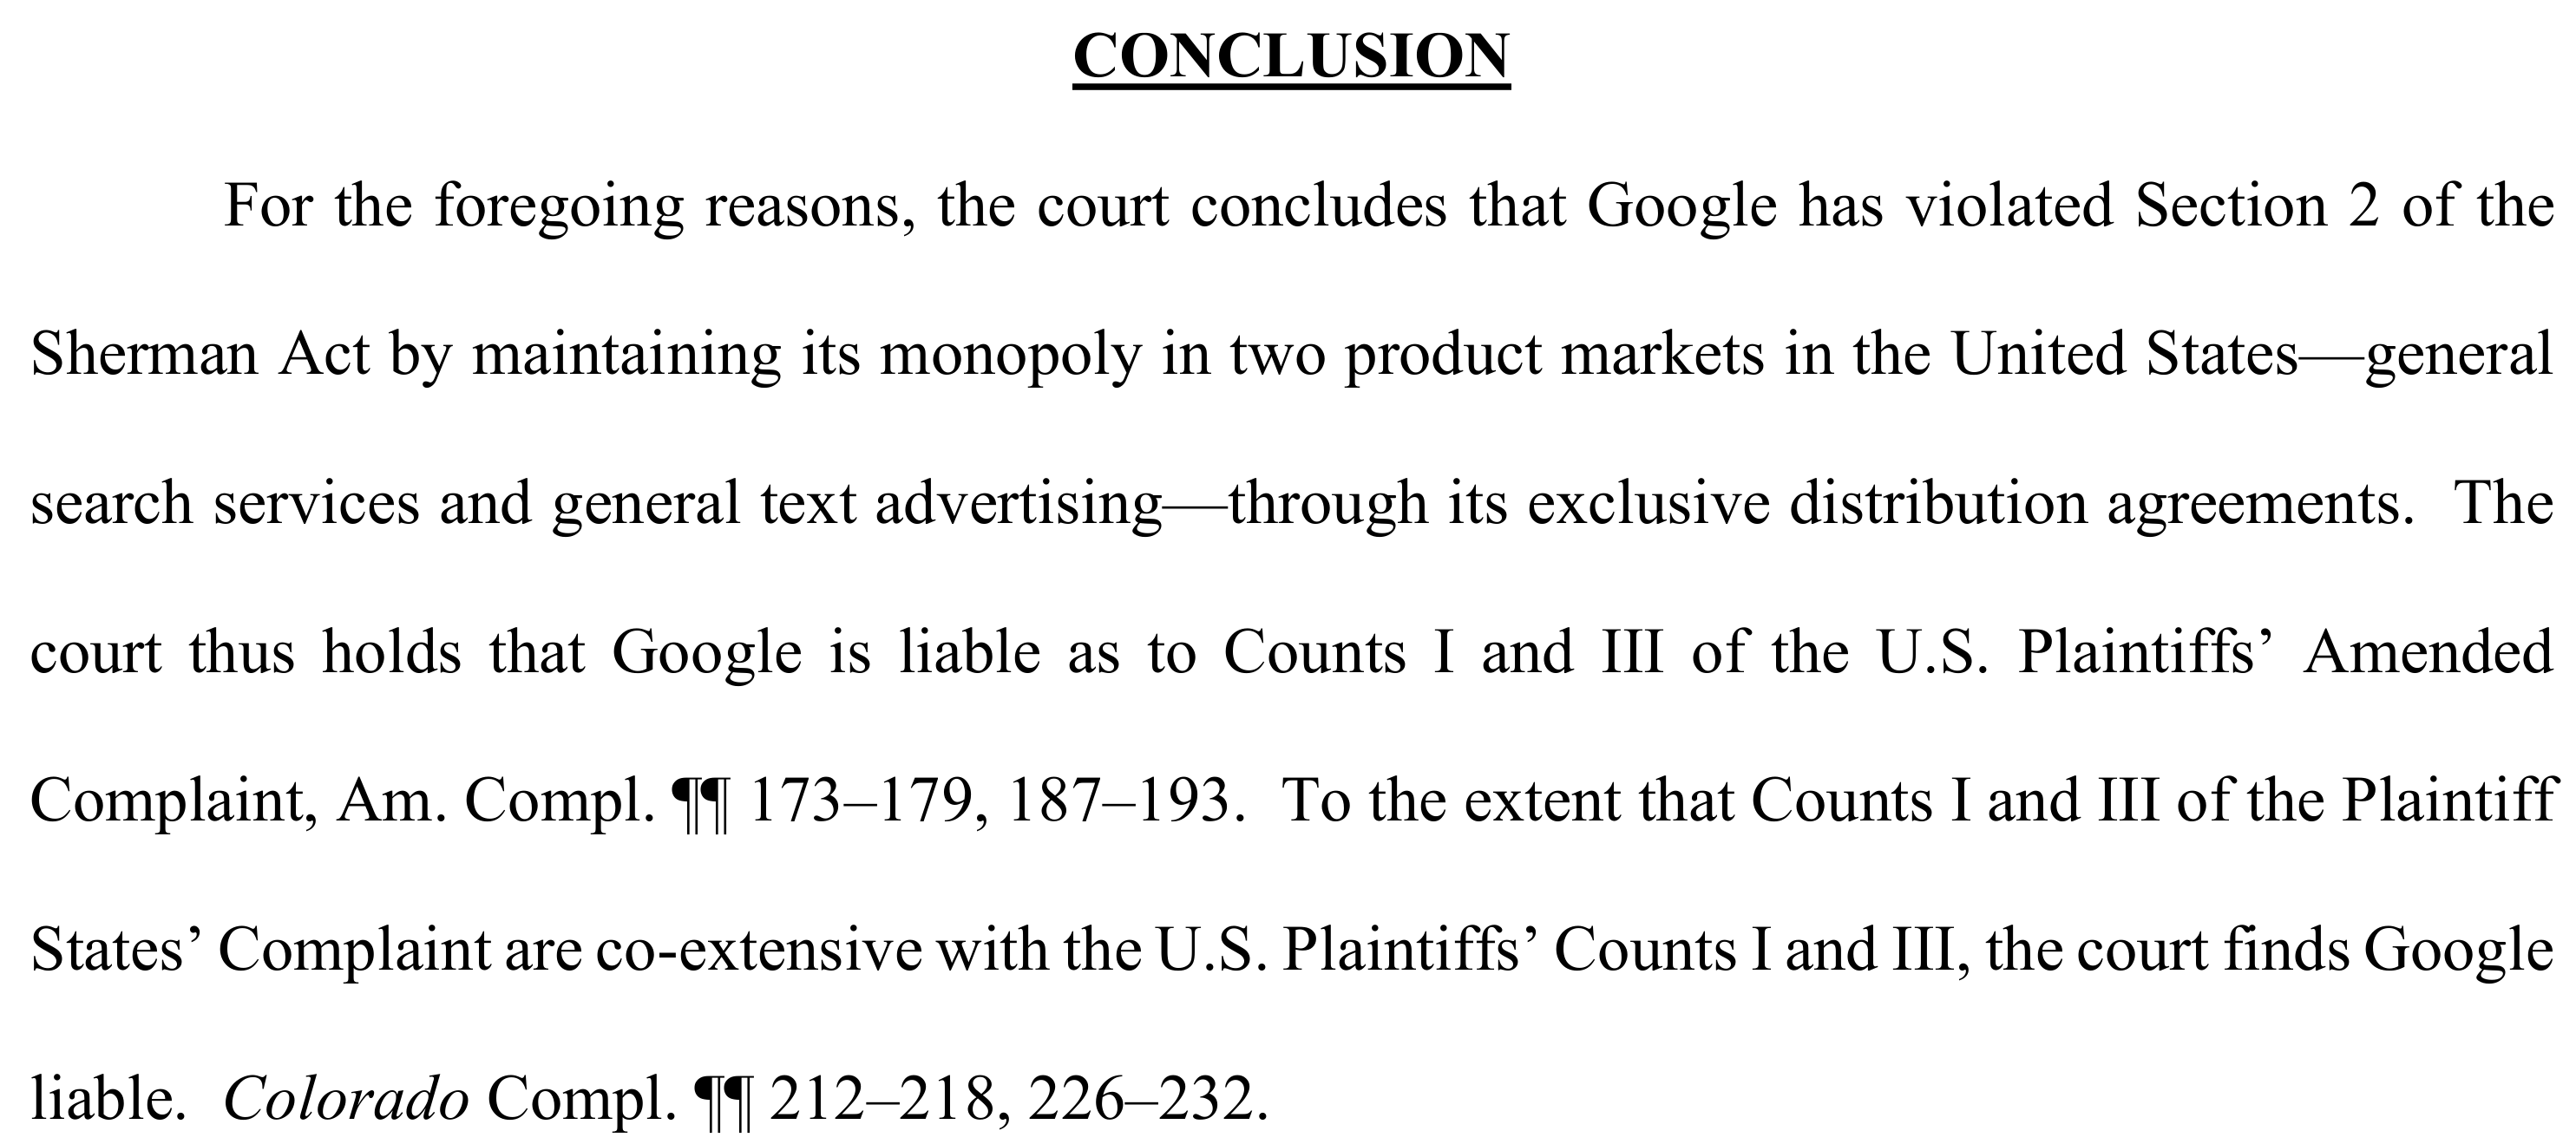 CONCLUSION
For the foregoing reasons, the court concludes that Google has violated Section 2 of the
Sherman Act by maintaining its monopoly in two product markets in the United States—general
search services and general text advertising—through its exclusive distribution agreements.  The
court thus holds that Google is liable as to Counts I and III of the U.S. Plaintiffs’ Amended
Complaint, Am. Compl. ¶¶ 173–179, 187–193.  To the extent that Counts I and III of the Plaintiff
States’ Complaint are co-extensive with the U.S. Plaintiffs’ Counts I and III, the court finds Google
liable.  Colorado Compl. ¶¶ 212–218, 226–232.